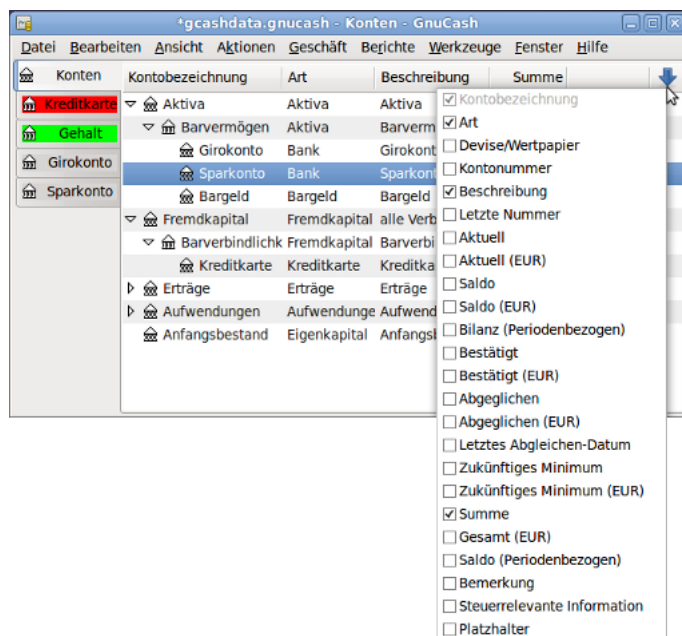 *gcashdata.gnucash - Konten - GnuCash
Datei Bearbeiten Ansicht Aktionen Geschäft Berichte Werkzeuge Fenster Hilfe
Konten
Kreditkarte
Gehalt
Girokonto
Sparkonto
Kontobezeichnung Art Beschreibung Summe
Aktiva Aktiva Aktiva
Barvermögen Aktiva Barverm
Girokonto Bank Girokont
Sparkonto Bank Sparkont
Bargeld Bargeld Bargeld
Fremdkapital Fremdkapital alle Verb
Barverbindlichk Fremdkapital Barverbi
Kreditkarte Kreditkarte Kreditka
Erträge Erträge Erträge
Aufwendungen Aufwendunge Aufwend
Anfangsbestand Eigenkapital Anfangsb
Kontobezeichnung
Art
Devise/Wertpapier
Kontonummer
Beschreibung
Letzte Nummer
Aktuell
Aktuell (EUR)
Saldo
Saldo (EUR)
Bilanz (Periodenbezogen)
Bestätigt
Bestätigt (EUR)
Abgeglichen
Abgeglichen (EUR)
Letztes Abgleichen-Datum
Zukünftiges Minimum
Zukünftiges Minimum (EUR)
Summe
Gesamt (EUR)
Saldo (Periodenbezogen)
Bemerkung
Steuerrelevante Information
Platzhalter